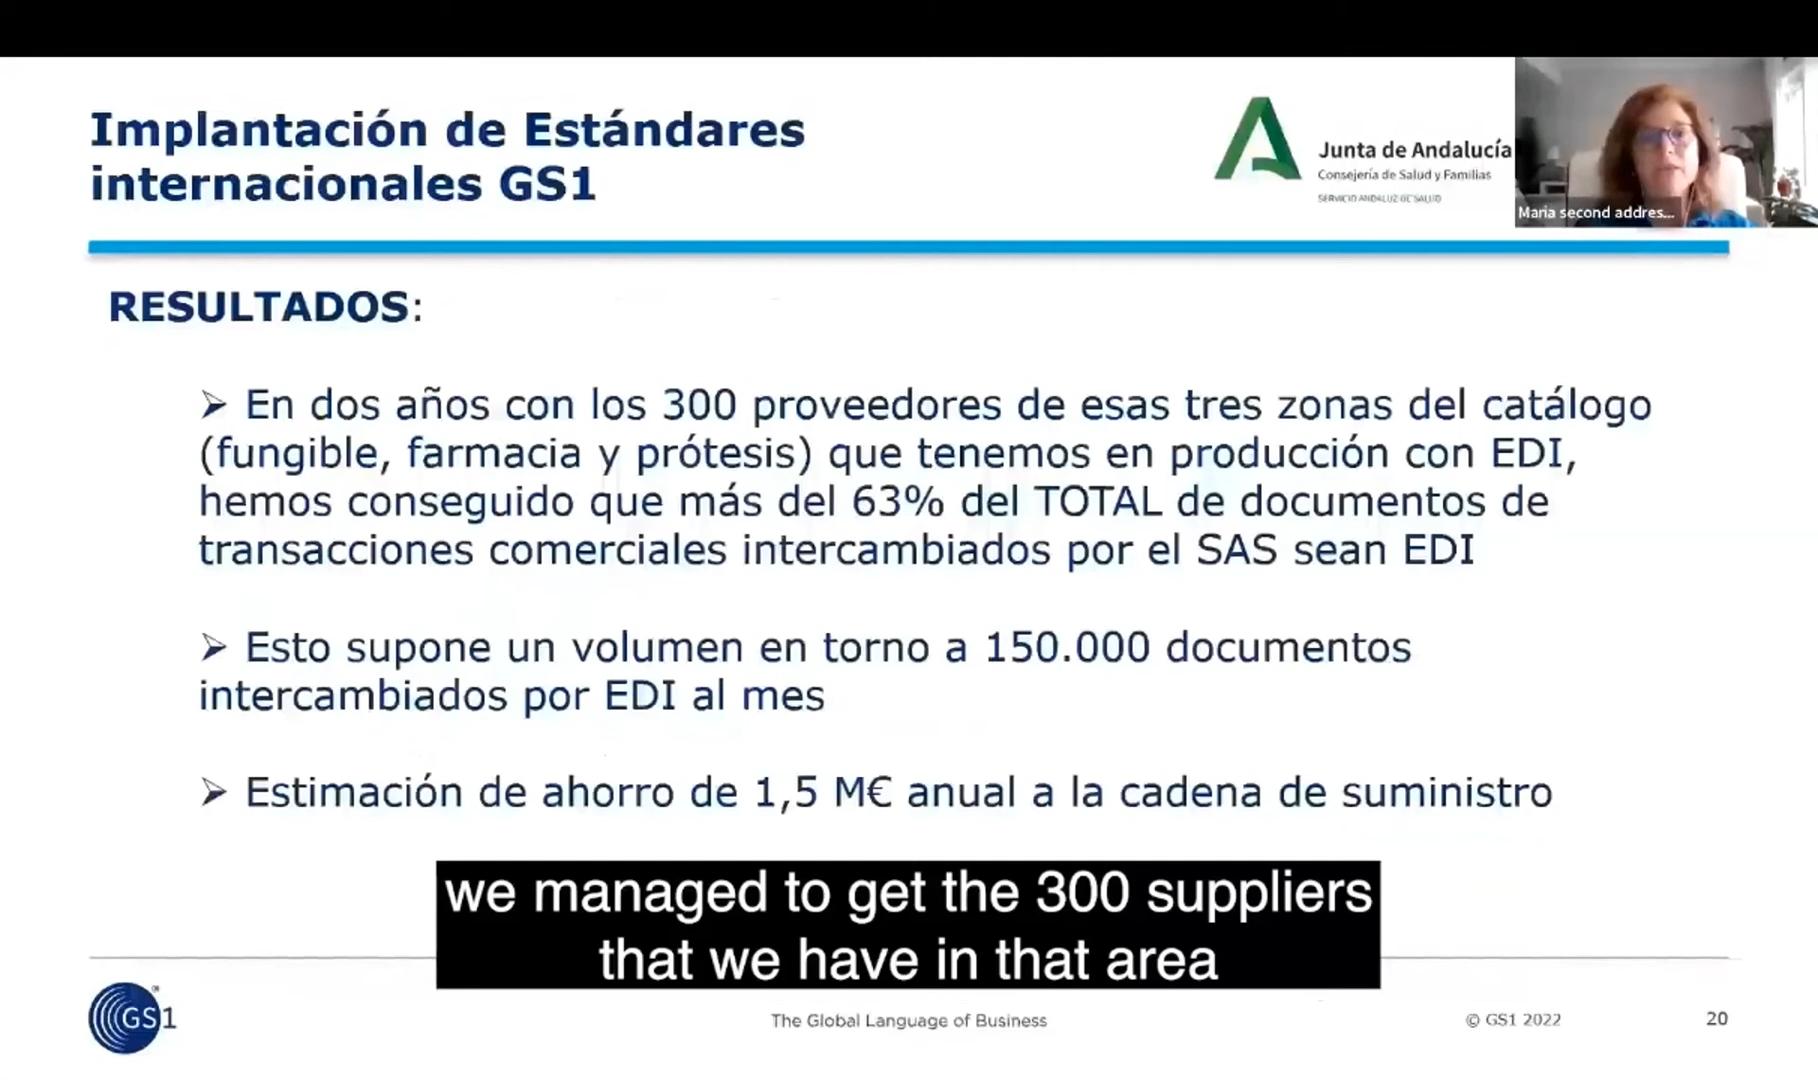 Implantación de Estándares
internacionales GS1
Junta de Andalucía
Consejería de Salud y Familias
SERVICIO ANDALUZ DE SALUD
Maria second addres...
RESULTADOS:
➢ En dos años con los 300 proveedores de esas tres zonas del catálogo
(fungible, farmacia y prótesis) que tenemos en producción con EDI,
hemos conseguido que más del 63% del TOTAL de documentos de
transacciones comerciales intercambiados por el SAS sean EDI
➢ Esto supone un volumen en torno a 150.000 documentos
intercambiados por EDI al mes
➢ Estimación de ahorro de 1,5 M€ anual a la cadena de suministro
we managed to get the 300 suppliers
that we have in that area
GS1
The Global Language of Business
© GS1 2022
20